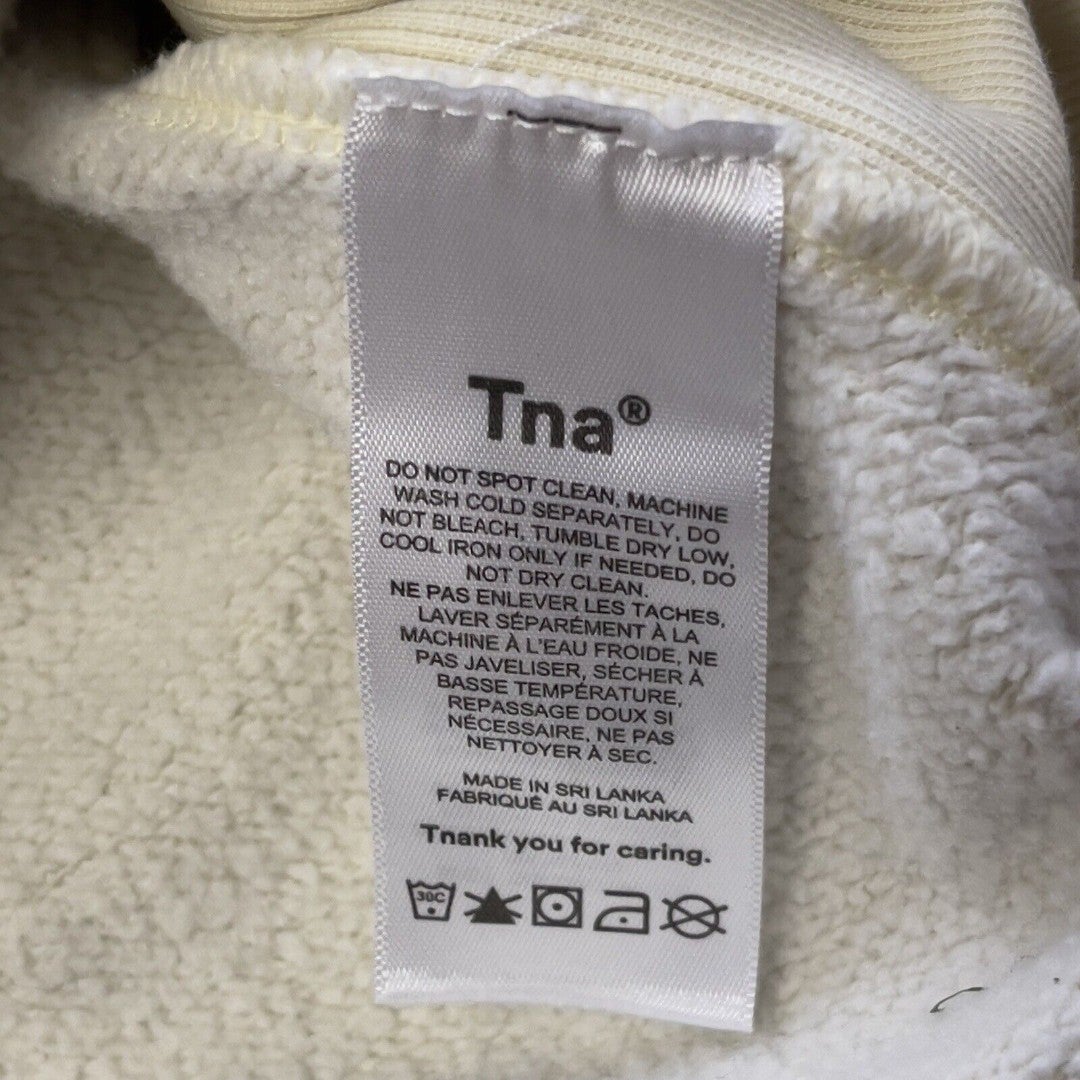 Tna®
DO NOT SPOT CLEAN, MACHINE
WASH COLD SEPARATELY, DO
NOT BLEACH, TUMBLE DRY LOW,
COOL IRON ONLY IF NEEDED, DO
NOT DRY CLEAN.
NE PAS ENLEVER LES TACHES,
LAVER SÉPARÉMENT À LA
MACHINE À L'EAU FROIDE, NE
PAS JAVELISER, SÉCHER À
BASSE TEMPÉRATURE,
REPASSAGE DOUX SI
NÉCESSAIRE, NE PAS
NETTOYER À SEC.
MADE IN SRI LANKA
FABRIQUÉ AU SRI LANKA
Tnank you for caring.
30C